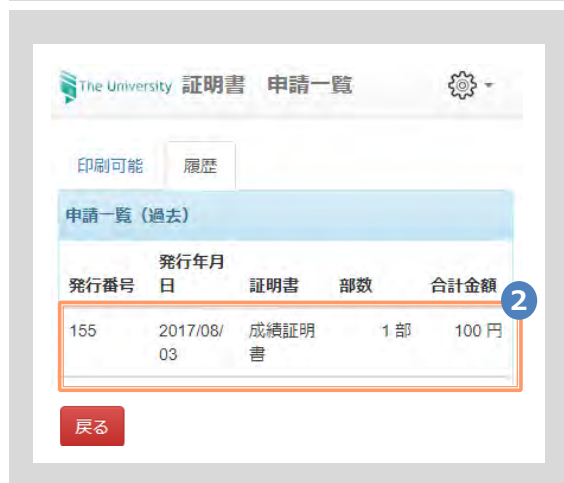 The University 証明書 申請一覧
印刷可能 履歴
申請一覧（過去）
発行番号 発行年月日 証明書 部数 合計金額
2
155 2017/08/03 成績証明書 1 部 100 円
戻る